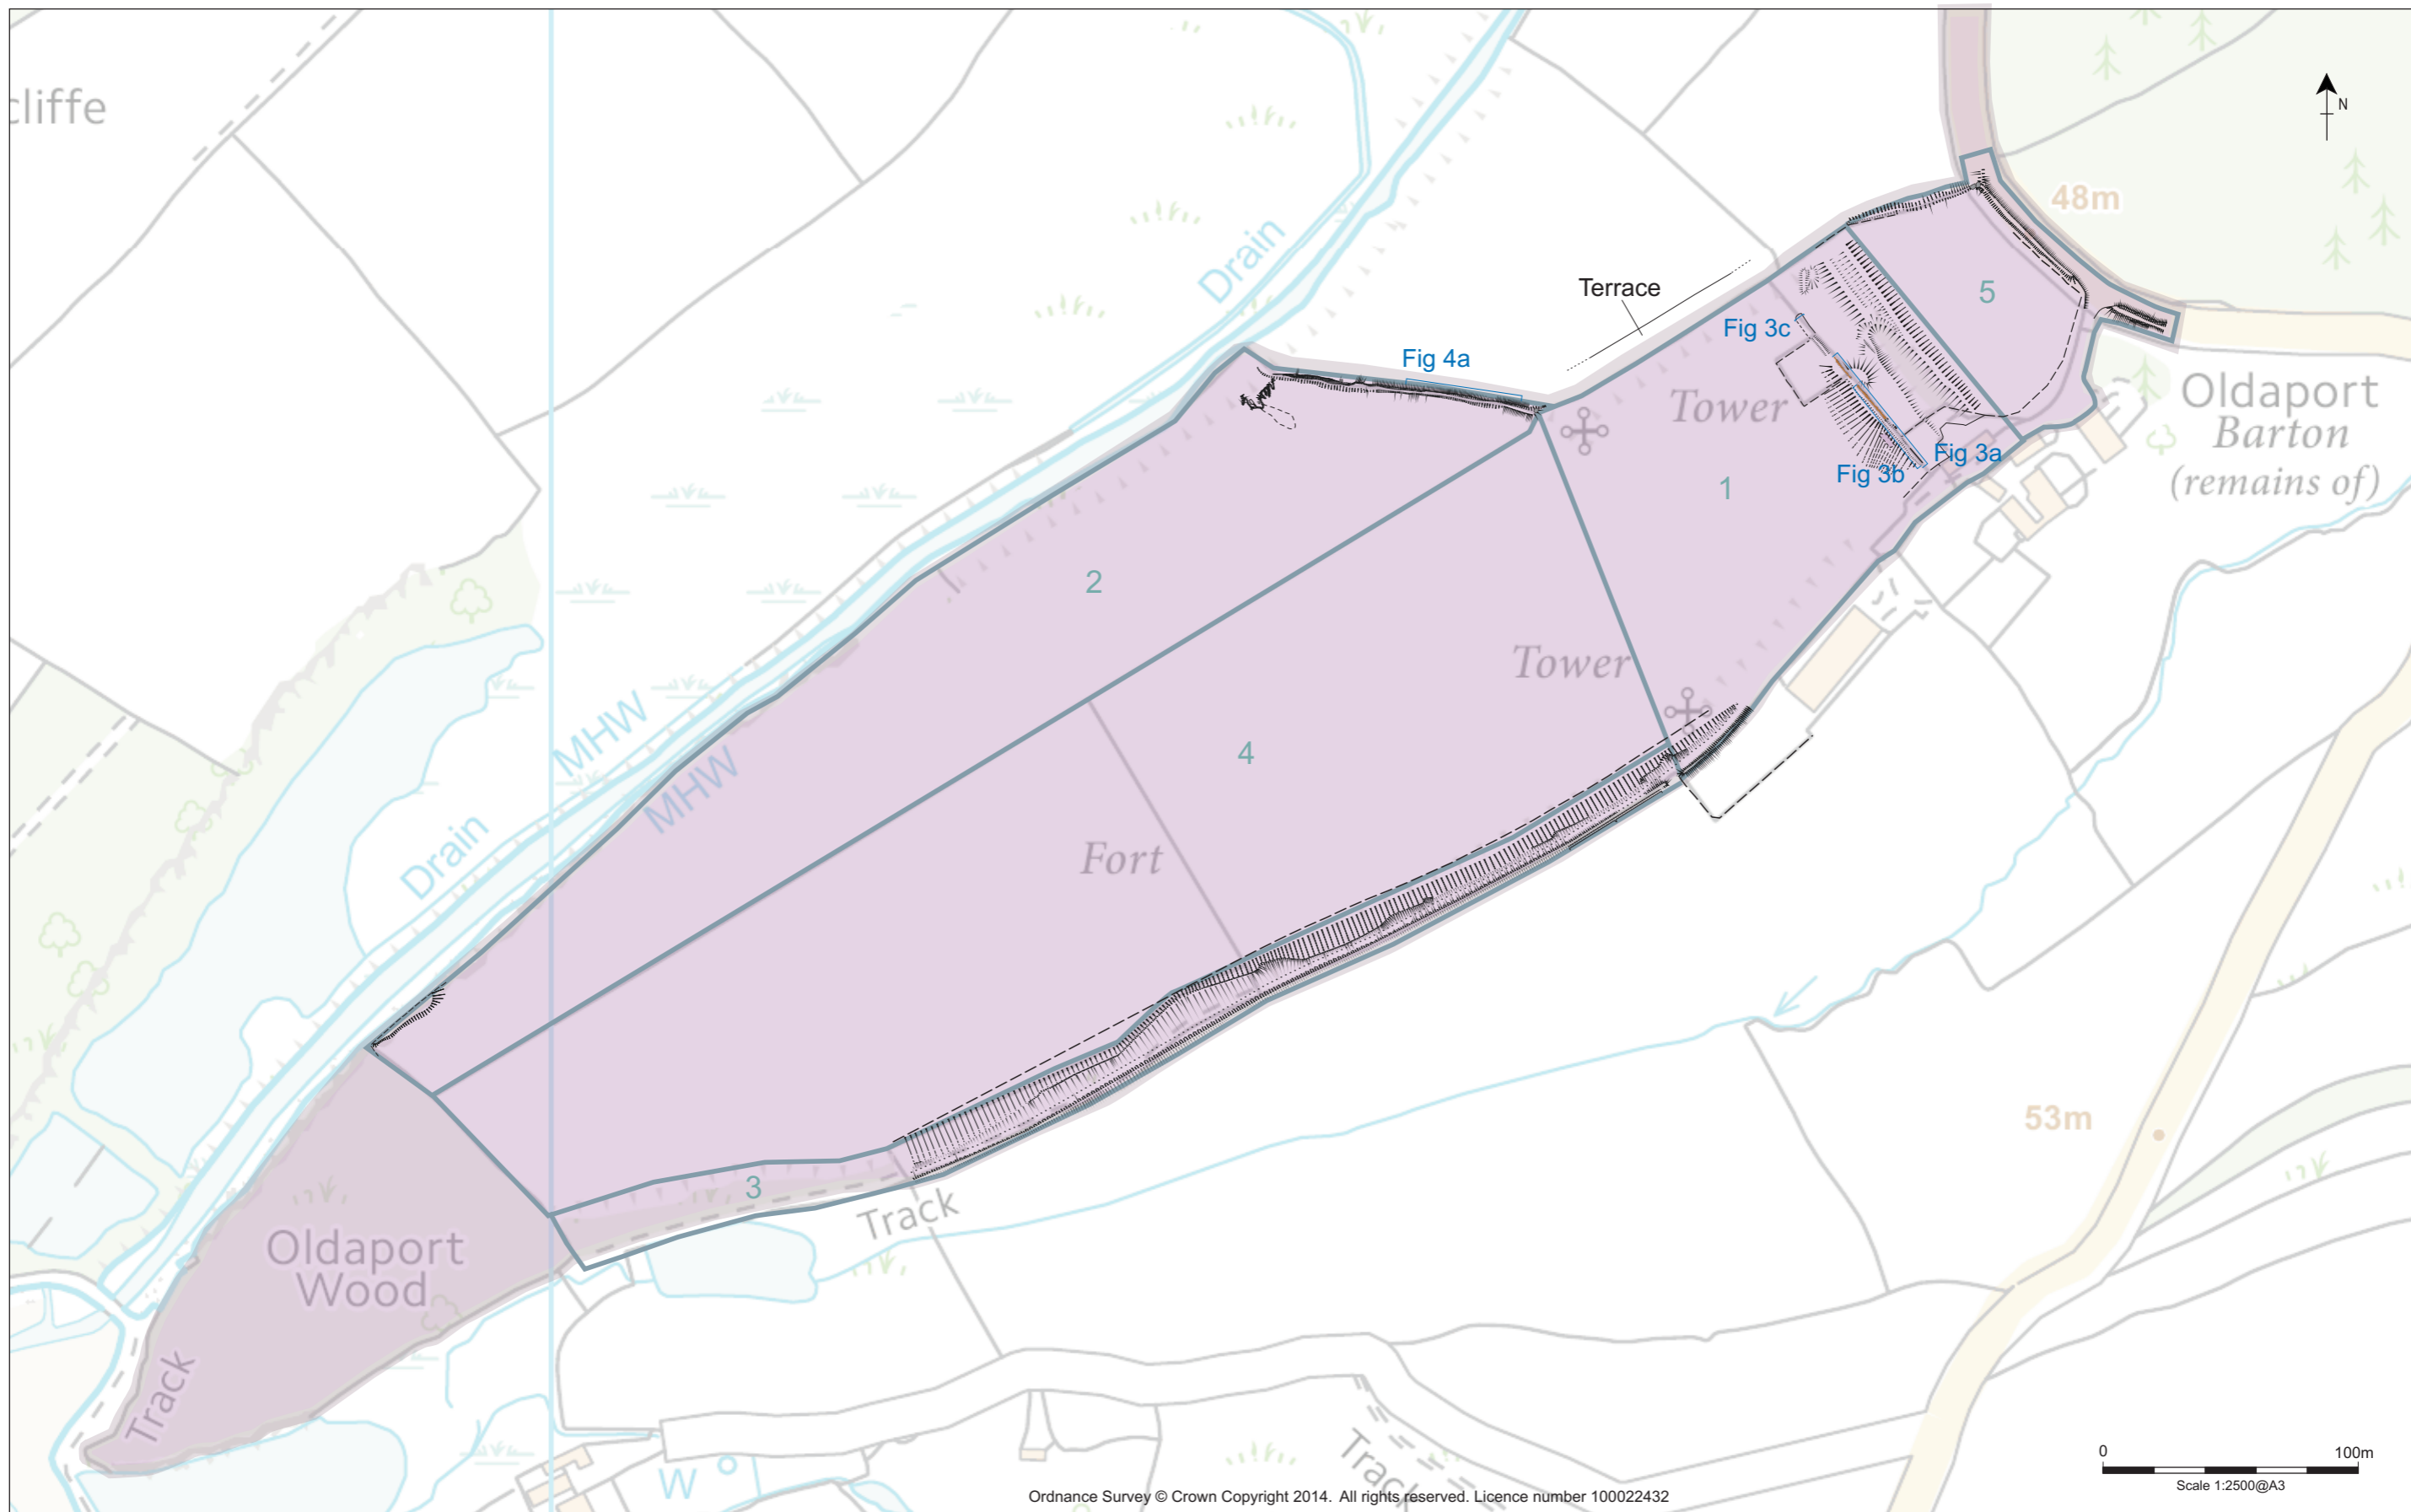 cliffe
N
48m
Drain
Terrace
5
Fig 3c
Fig 4a
Tower
Oldaport
Barton
(remains of)
Fig 3a
Fig 3b
1
2
Tower
MHW
MHW
4
Drain
Fort
53m
3
Track
Oldaport
Wood
Track
Track
W
0
100m
Scale 1:2500@A3
Ordnance Survey © Crown Copyright 2014. All rights reserved. Licence number 100022432